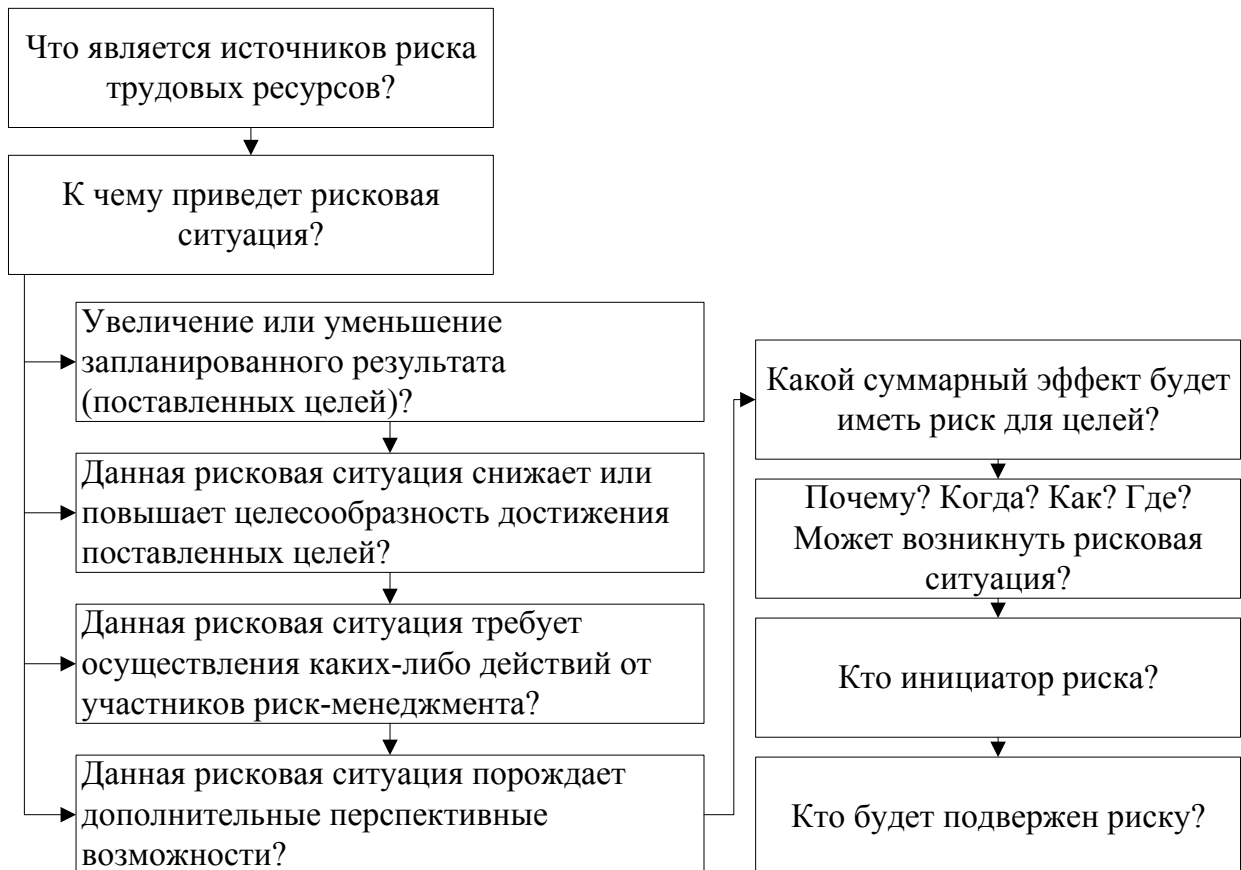 Что является источников риска
трудовых ресурсов?
К чему приведет рисковая
ситуация?
Увеличение или уменьшение
запланированного результата
(поставленных целей)?
Данная рисковая ситуация снижает или
повышает целесообразность достижения
поставленных целей?
Данная рисковая ситуация требует
осуществления каких-либо действий от
участников риск-менеджмента?
Данная рисковая ситуация порождает
дополнительные перспективные
возможности?
Какой суммарный эффект будет
иметь риск для целей?
Почему? Когда? Как? Где?
Может возникнуть рисковая
ситуация?
Кто инициатор риска?
Кто будет подвержен риску?